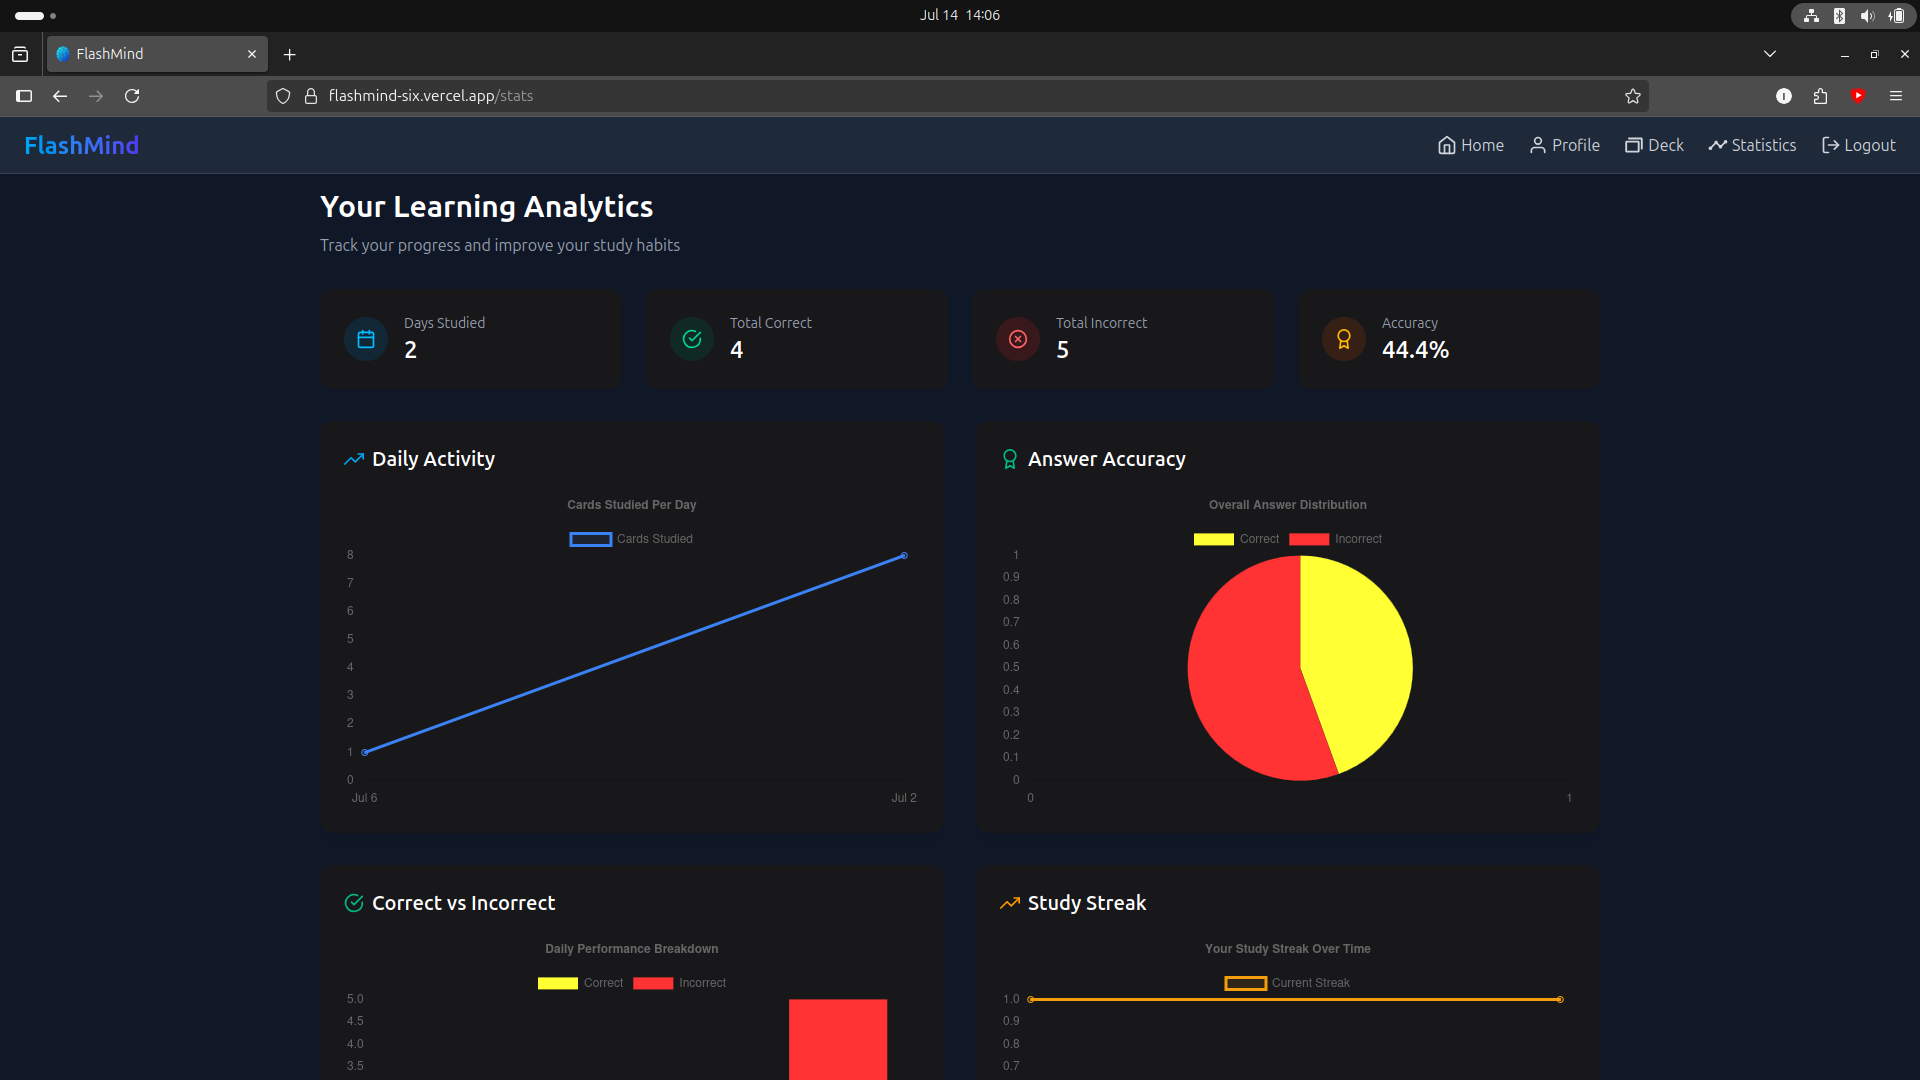 Jul 14 14:06
FlashMind
flashmind-six.vercel.app/stats
FlashMind
Home
Profile
Deck
Statistics
Logout
Your Learning Analytics
Track your progress and improve your study habits
Days Studied
2
Total Correct
4
Total Incorrect
5
Accuracy
44.4%
Daily Activity
Cards Studied Per Day
Cards Studied
8
7
6
5
4
3
2
1
0
Jul 6
Jul 2
Answer Accuracy
Overall Answer Distribution
Correct
Incorrect
1
0.9
0.8
0.7
0.6
0.5
0.4
0.3
0.2
0.1
0
0
1
Correct vs Incorrect
Daily Performance Breakdown
Correct
Incorrect
5.0
4.5
4.0
3.5
Study Streak
Your Study Streak Over Time
Current Streak
1.0
0.9
0.8
0.7